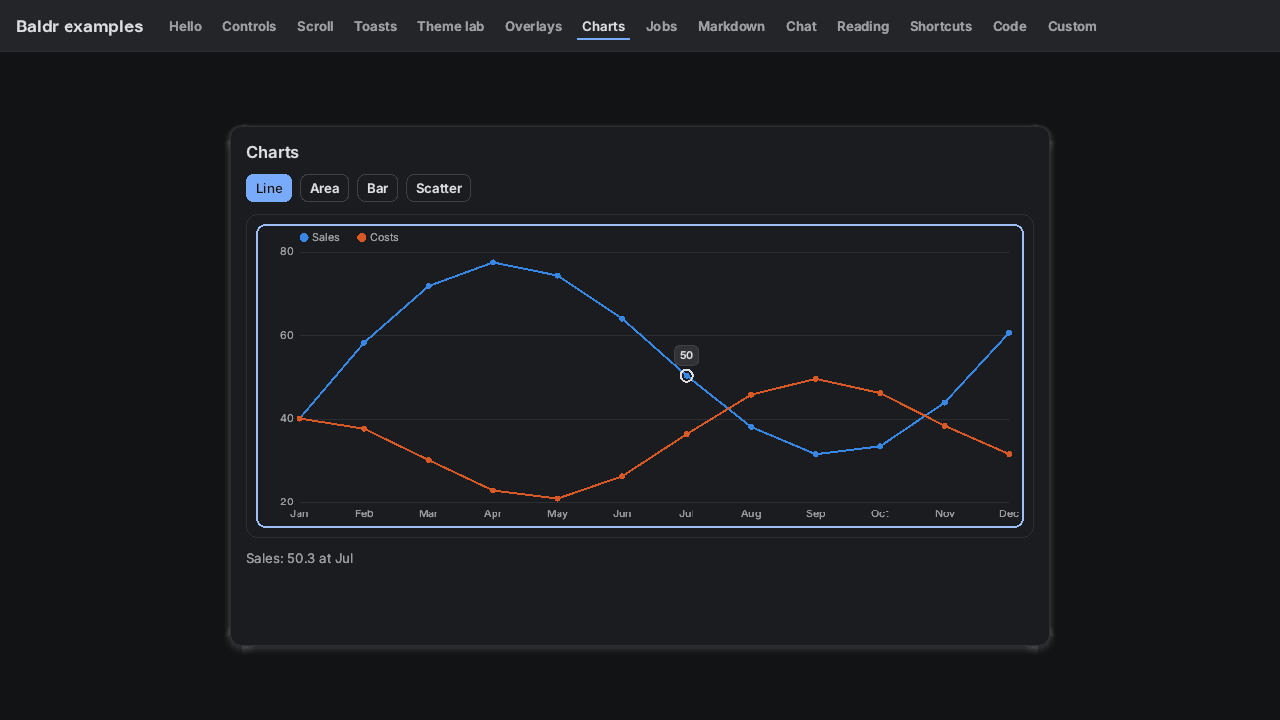 Baldr examples Hello Controls Scroll Toasts Theme lab Overlays Charts Jobs Markdown Chat Reading Shortcuts Code Custom
Charts
Line Area Bar Scatter
Sales Costs
80
60
50
40
20
Jan Feb Mar Apr May Jun Jul Aug Sep Oct Nov Dec
Sales: 50.3 at Jul